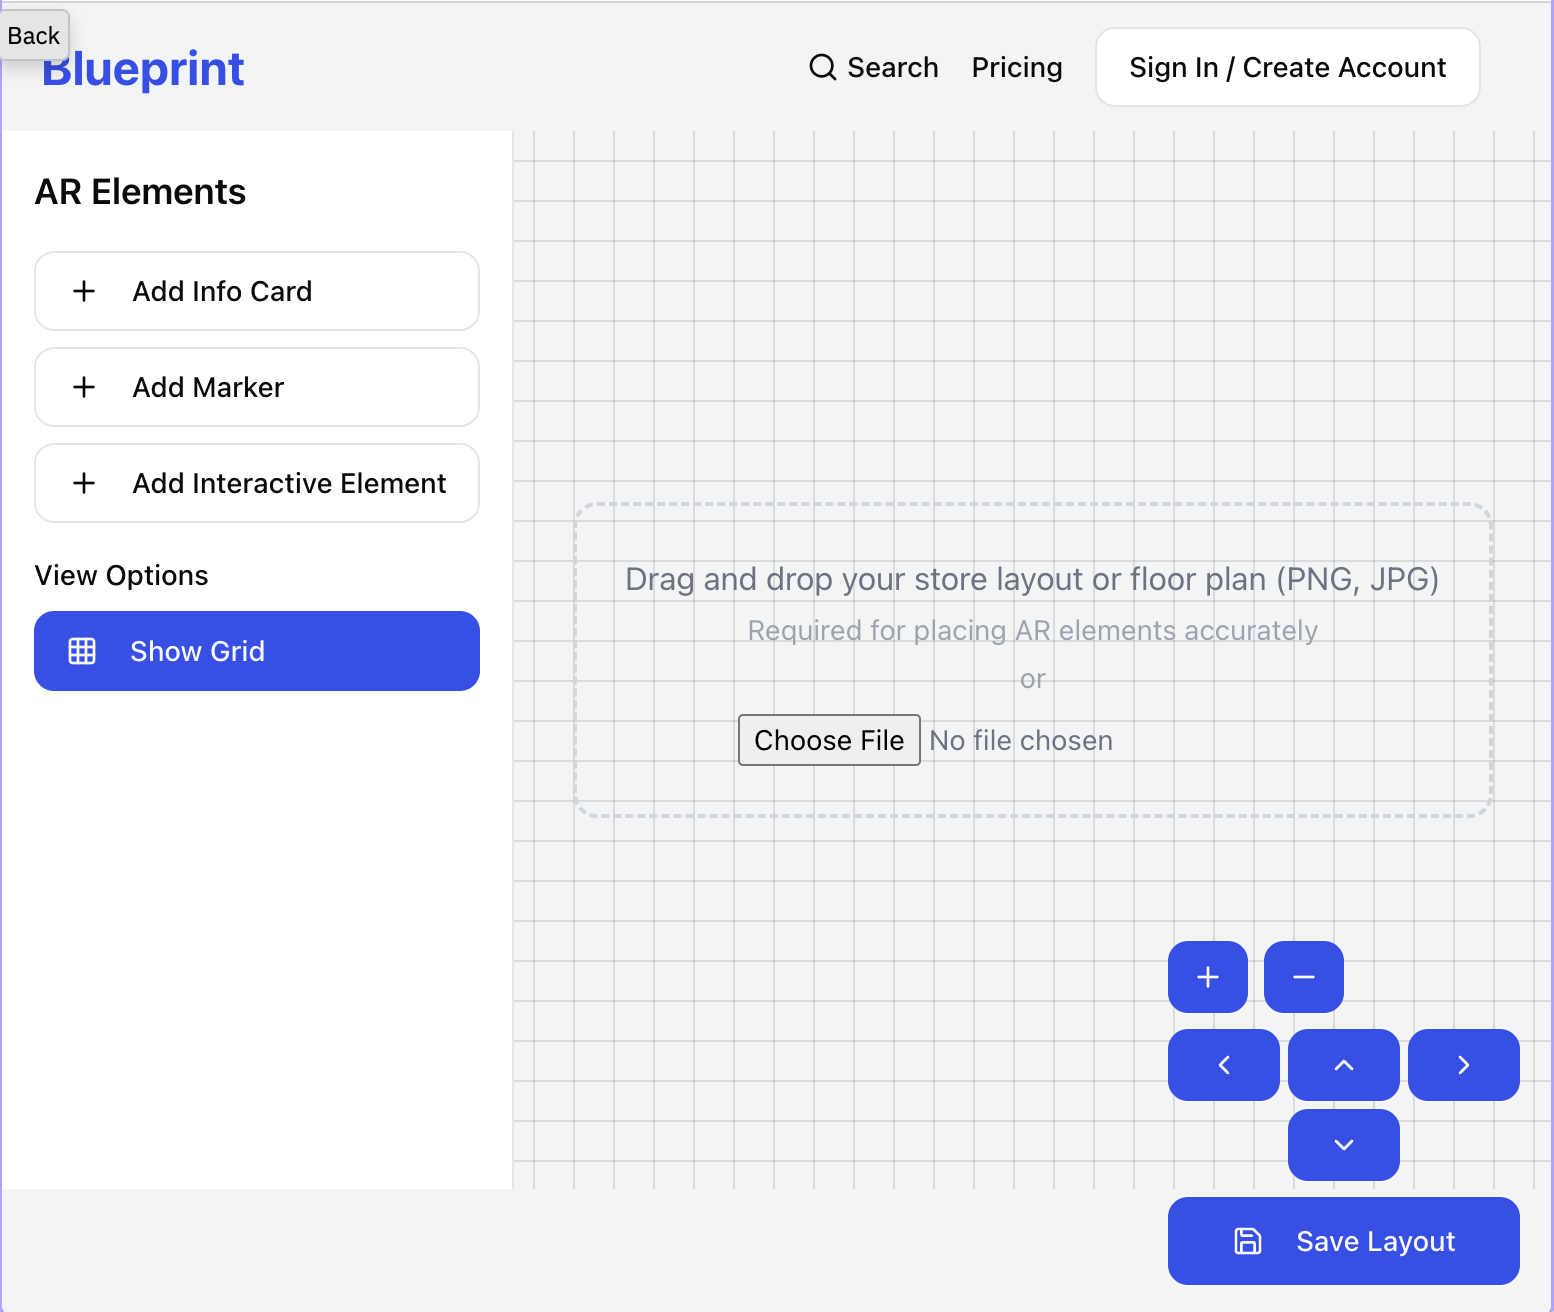 Back
Blueprint
Search
Pricing
Sign In / Create Account
AR Elements
Add Info Card
Add Marker
Add Interactive Element
View Options
Show Grid
Drag and drop your store layout or floor plan (PNG, JPG)
Required for placing AR elements accurately
or
Choose File No file chosen
Save Layout